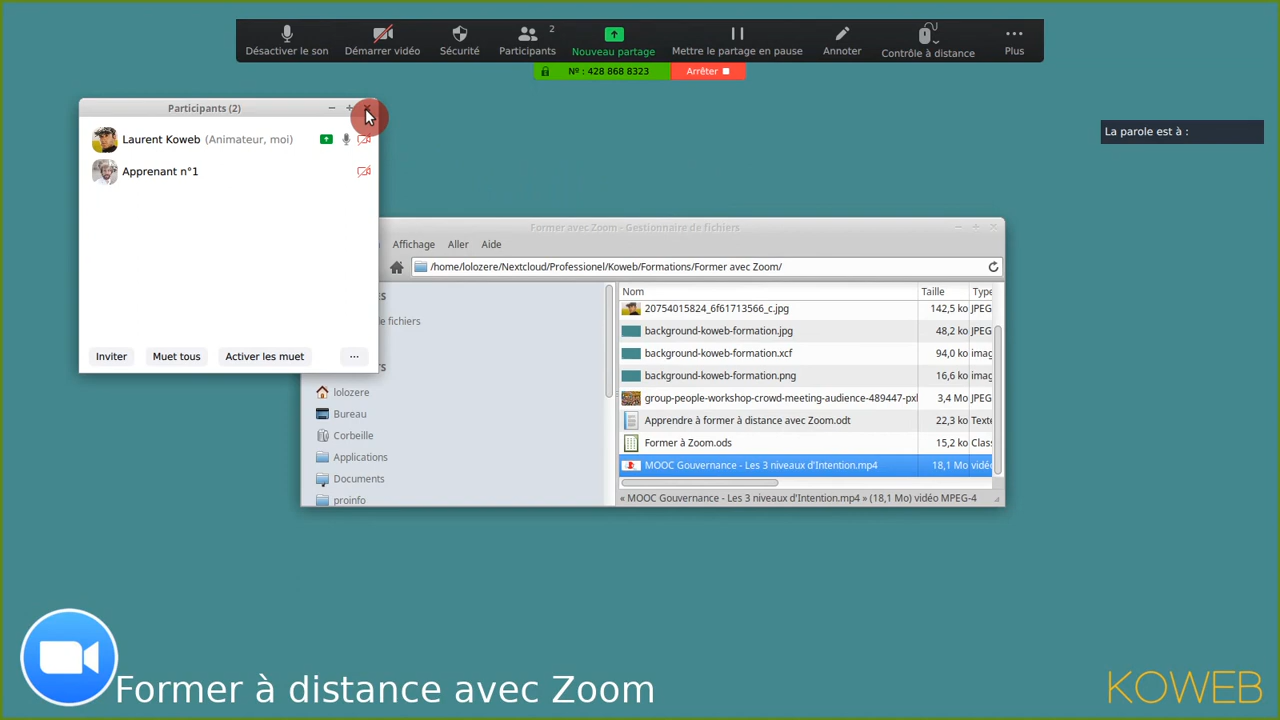 Désactiver le son
Démarrer vidéo
Sécurité
Participants
2
Nouveau partage
Mettre le partage en pause
Annoter
Contrôle à distance
Plus
N° : 428 868 8323
Arrêter
Participants (2)
Laurent Koweb (Animateur, moi)
Apprenant n°1
Inviter
Muet tous
Activer les muet
...
La parole est à :
Former avec Zoom - Gestionnaire de fichiers
Affichage Aller Aide
/home/lolozere/Nextcloud/Professionel/Koweb/Formations/Former avec Zoom/
de fichiers
lolozere
Bureau
Corbeille
Applications
Documents
proinfo
Nom Taille Type
20754015824_6f61713566_c.jpg 142,5 ko JPEG
background-koweb-formation.jpg 48,2 ko JPEG
background-koweb-formation.xcf 94,0 ko imag
background-koweb-formation.png 16,6 ko imag
group-people-workshop-crowd-meeting-audience-489447-pxl 3,4 Mo JPEG
Apprendre à former à distance avec Zoom.odt 22,3 ko Texte
Former à Zoom.ods 15,2 ko Class
MOOC Gouvernance - Les 3 niveaux d'Intention.mp4 18,1 Mo vidéo
« MOOC Gouvernance - Les 3 niveaux d'Intention.mp4 » (18,1 Mo) vidéo MPEG-4
Former à distance avec Zoom
KOWEB